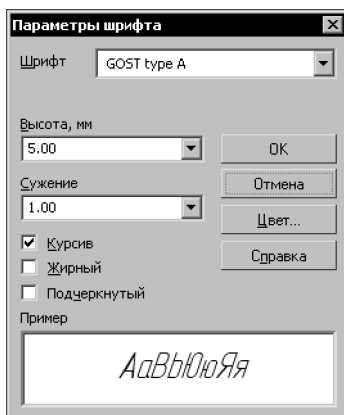 Параметры шрифта
Шрифт
GOST type A
Высота, мм
5.00
OK
Сужение
Отмена
1.00
Цвет...
Курсив
Справка
Жирный
Подчеркнутый
Пример
АаВЬЮюЯя